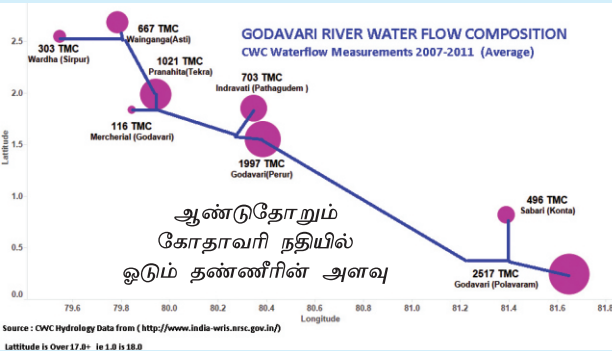 GODAVARI RIVER WATER FLOW COMPOSITION
CWC Waterflow Measurements 2007-2011 (Average)
667 TMC
Wainganga(Asti)
303 TMC
Wardha (Sirpur)
1021 TMC
Pranahita(Tekra)
703 TMC
Indravati (Pathagudem )
116 TMC
Mercherial (Godavari)
1997 TMC
Godavari(Perur)
496 TMC
Sabari (Konta)
2517 TMC
Godavari (Polavaram)
ஆண்டுதோறும்
கோதாவரி நதியில்
ஓடும் தண்ணீரின் அளவு
Lattitude
2.5
2.0
1.5
1.0
0.5
0.0
79.6 79.8 80.0 80.2 80.4 80.6 80.8 81.0 81.2 81.4 81.6 81.8
Longitude
Source : CWC Hydrology Data from ( http://www.india-wris.nrsc.gov.in/)
Lattitude is Over 17.0+ ie 1.0 is 18.0